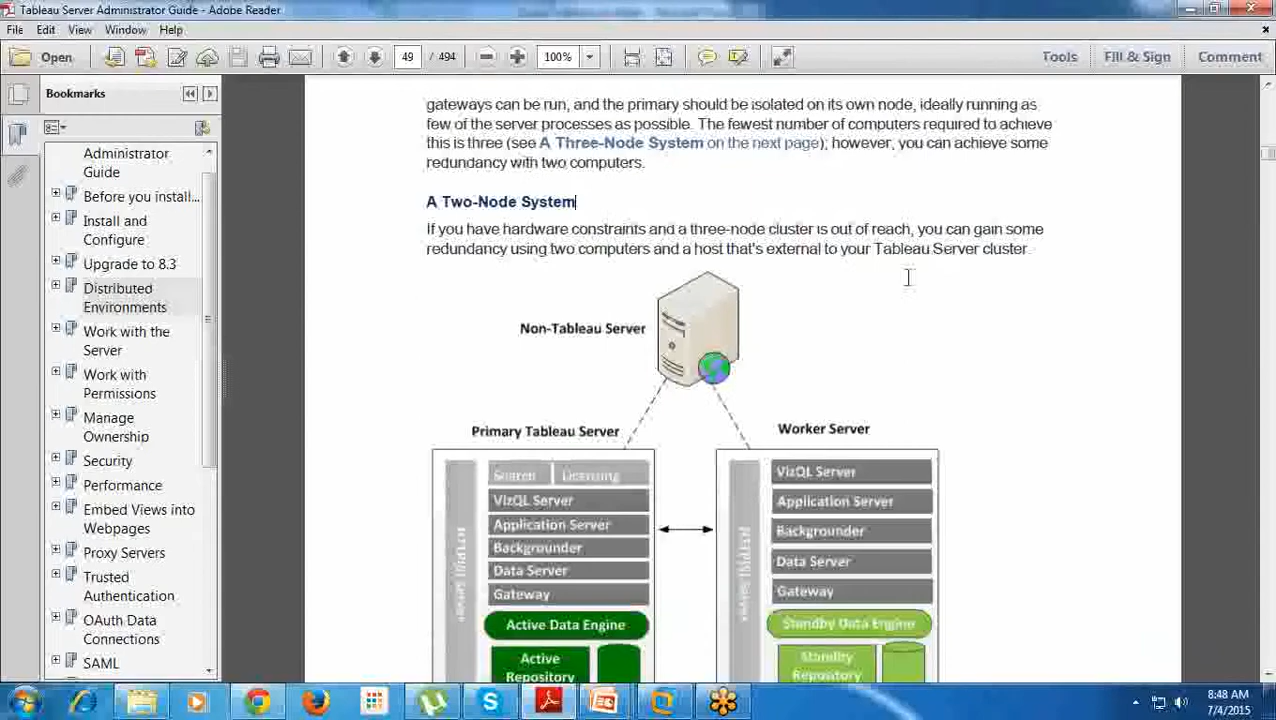 Tableau Server Administrator Guide - Adobe Reader
File Edit View Window Help
Open 49 / 494 100% Tools Fill & Sign Comment
Bookmarks
Administrator
Guide
Before you install...
Install and
Configure
Upgrade to 8.3
Distributed
Environments
Work with the
Server
Work with
Permissions
Manage
Ownership
Security
Performance
Embed Views into
Webpages
Proxy Servers
Trusted
Authentication
OAuth Data
Connections
SAML
gateways can be run, and the primary should be isolated on its own node, ideally running as
few of the server processes as possible. The fewest number of computers required to achieve
this is three (see A Three-Node System on the next page); however, you can achieve some
redundancy with two computers.
A Two-Node System
If you have hardware constraints and a three-node cluster is out of reach, you can gain some
redundancy using two computers and a host that's external to your Tableau Server cluster.
Non-Tableau Server
Primary Tableau Server
Search Licensing
VizQL Server
Application Server
Backgrounder
Data Server
Gateway
Active Data Engine
Active
Repository
Worker Server
VizQL Server
Application Server
Backgrounder
Data Server
Gateway
Standby Data Engine
Standby
Repository
8:48 AM
7/4/2015